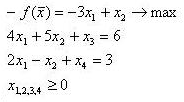 − f(x̅) = −3x₁ + x₂ → max
4x₁ + 5x₂ + x₃ = 6
2x₁ − x₂ + x₄ = 3
x₁,₂,₃,₄ ≥ 0